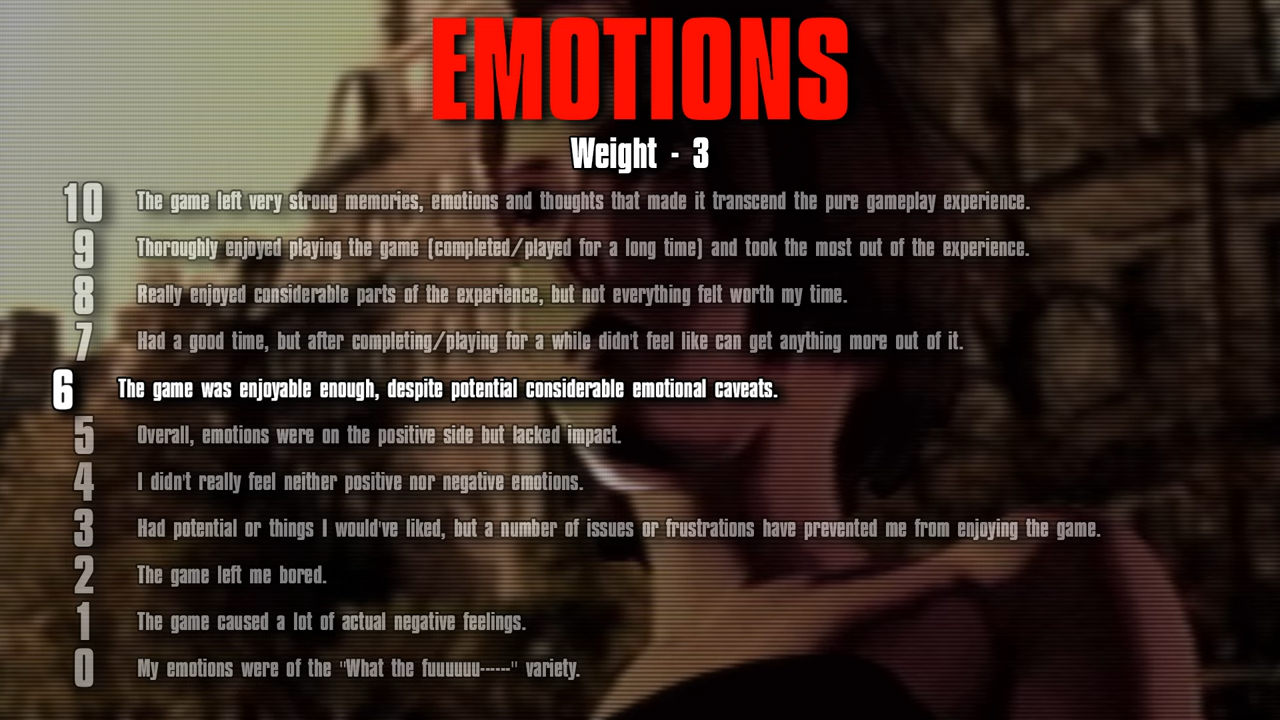 EMOTIONS
Weight - 3
10 The game left very strong memories, emotions and thoughts that made it transcend the pure gameplay experience.
9 Thoroughly enjoyed playing the game (completed/played for a long time) and took the most out of the experience.
8 Really enjoyed considerable parts of the experience, but not everything felt worth my time.
7 Had a good time, but after completing/playing for a while didn't feel like can get anything more out of it.
6 The game was enjoyable enough, despite potential considerable emotional caveats.
5 Overall, emotions were on the positive side but lacked impact.
4 I didn't really feel neither positive nor negative emotions.
3 Had potential or things I would've liked, but a number of issues or frustrations have prevented me from enjoying the game.
2 The game left me bored.
1 The game caused a lot of actual negative feelings.
0 My emotions were of the "What the fuuuuuu------" variety.